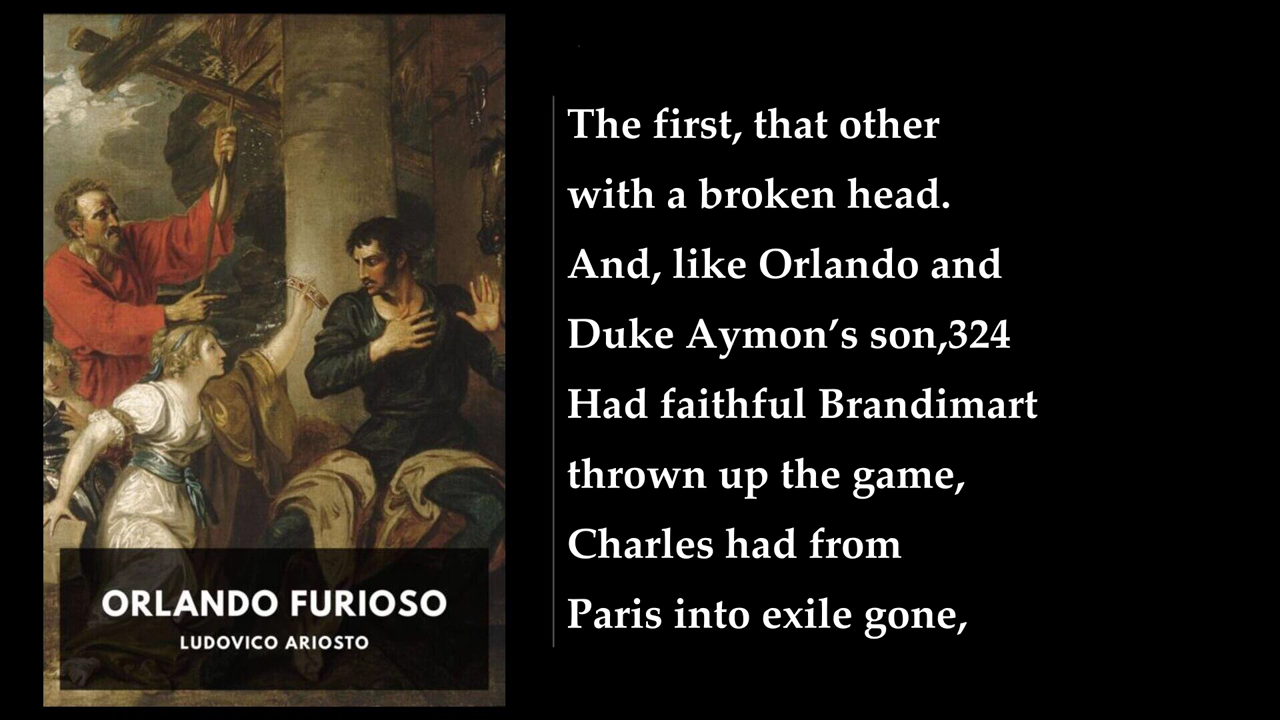 ORLANDO FURIOSO
LUDOVICO ARIOSTO
The first, that other
with a broken head.
And, like Orlando and
Duke Aymon’s son,324
Had faithful Brandimart
thrown up the game,
Charles had from
Paris into exile gone,